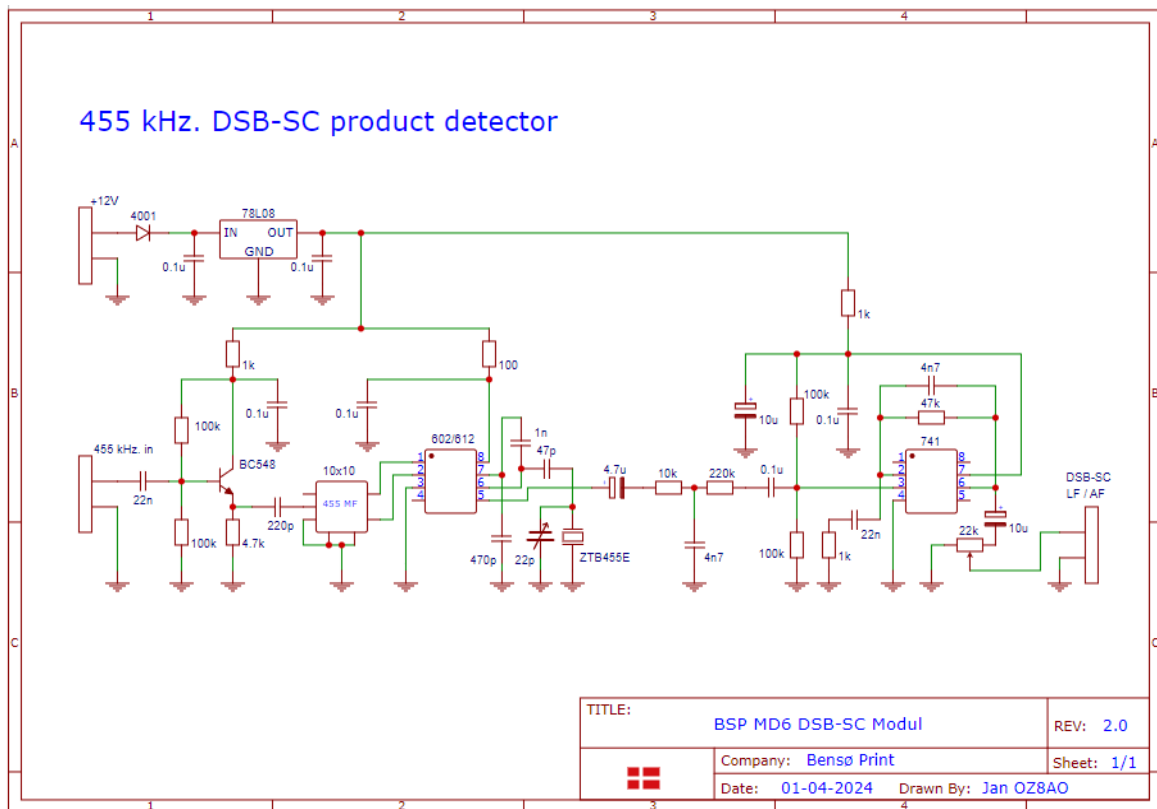 1 2 3 4
A A
455 kHz. DSB-SC product detector
+12V
4001
78L08
IN OUT
GND
0.1u
0.1u
1k
B B
1k
100
100k
0.1u
0.1u
10u
100k
0.1u
4n7
47k
455 kHz. in
BC548
22n
100k
4.7k
220p
10x10
455 MF
602/612
1 8
2 7
3 6
4 5
1n
47p
470p
22p
ZTB455E
4.7u
10k
220k
0.1u
4n7
100k
1k
22n
741
1 8
2 7
3 6
4 5
10u
22k
DSB-SC
LF / AF
C C
TITLE:
BSP MD6 DSB-SC Modul
REV: 2.0
Company: Bensø Print
Sheet: 1/1
Date: 01-04-2024 Drawn By: Jan OZ8AO
1 2 3 4